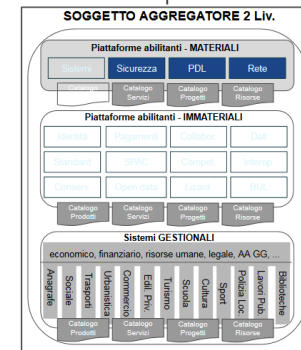 SOGGETTO AGGREGATORE 2 Liv.
Piattaforme abilitanti - MATERIALI
Sistemi Sicurezza PDL Rete
Catalogo Catalogo Servizi Catalogo Progetti Catalogo Risorse
Piattaforme abilitanti - IMMATERIALI
Identità Pagamenti Collabor. Dati
Standard SPAC Compet. Interop.
Conserv. Open data
Catalogo Prodotti Catalogo Servizi Catalogo Progetti Catalogo Risorse
Sistemi GESTIONALI
economico, finanziario, risorse umane, legale, AA GG, ...
Anagrafe
Sociale
Trasporti
Urbanistica
Commercio
Edil. Priv.
Turismo
Scuola
Cultura
Sport
Polizia Loc.
Lavori Pub.
Biblioteche
Catalogo Prodotti Catalogo Servizi Catalogo Progetti Catalogo Risorse